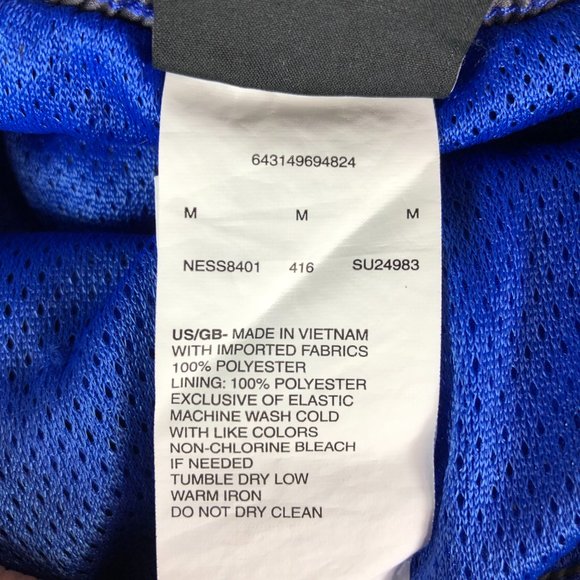 643149694824
M M M
NESS8401 416 SU24983
US/GB- MADE IN VIETNAM
WITH IMPORTED FABRICS
100% POLYESTER
LINING: 100% POLYESTER
EXCLUSIVE OF ELASTIC
MACHINE WASH COLD
WITH LIKE COLORS
NON-CHLORINE BLEACH
IF NEEDED
TUMBLE DRY LOW
WARM IRON
DO NOT DRY CLEAN